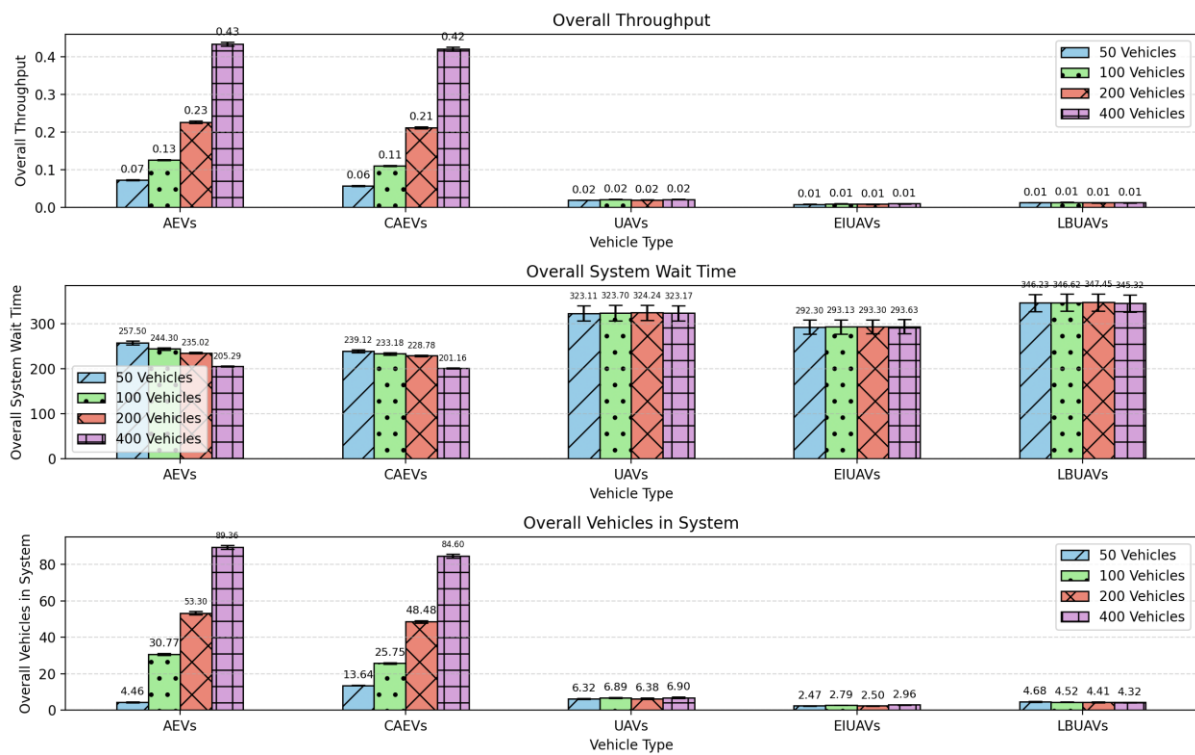 Overall Throughput
Overall Throughput
0.4
0.3
0.2
0.1
0.0
0.07
0.13
0.23
0.43
0.06
0.11
0.21
0.42
0.02
0.02
0.02
0.02
0.01
0.01
0.01
0.01
0.01
0.01
0.01
0.01
50 Vehicles
100 Vehicles
200 Vehicles
400 Vehicles
AEVs
CAEVs
UAVs
EIUAVs
LBUAVs
Vehicle Type
Overall System Wait Time
Overall System Wait Time
300
200
100
0
257.50
244.30
235.02
205.29
239.12
233.18
228.78
201.16
323.11
323.70
324.24
323.17
292.30
293.13
293.30
293.63
346.23
346.62
347.45
345.32
50 Vehicles
100 Vehicles
200 Vehicles
400 Vehicles
AEVs
CAEVs
UAVs
EIUAVs
LBUAVs
Vehicle Type
Overall Vehicles in System
Overall Vehicles in System
80
60
40
20
0
4.46
30.77
53.30
89.36
13.64
25.75
48.48
84.60
6.32
6.89
6.38
6.90
2.47
2.79
2.50
2.96
4.68
4.52
4.41
4.32
50 Vehicles
100 Vehicles
200 Vehicles
400 Vehicles
AEVs
CAEVs
UAVs
EIUAVs
LBUAVs
Vehicle Type